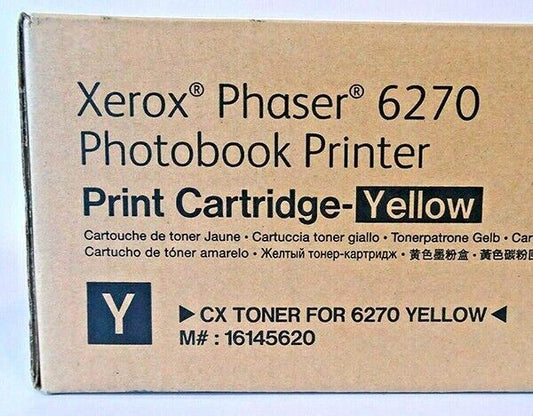 Xerox® Phaser® 6270
Photobook Printer
Print Cartridge-Yellow
Cartouche de toner Jaune • Cartuccia toner giallo • Tonerpatrone Gelb •
Cartucho de tóner amarelo • Желтый тонер-картридж • 黄色墨粉盒 • 黃色碳粉匣
Y
▶CX TONER FOR 6270 YELLOW◀
M# : 16145620